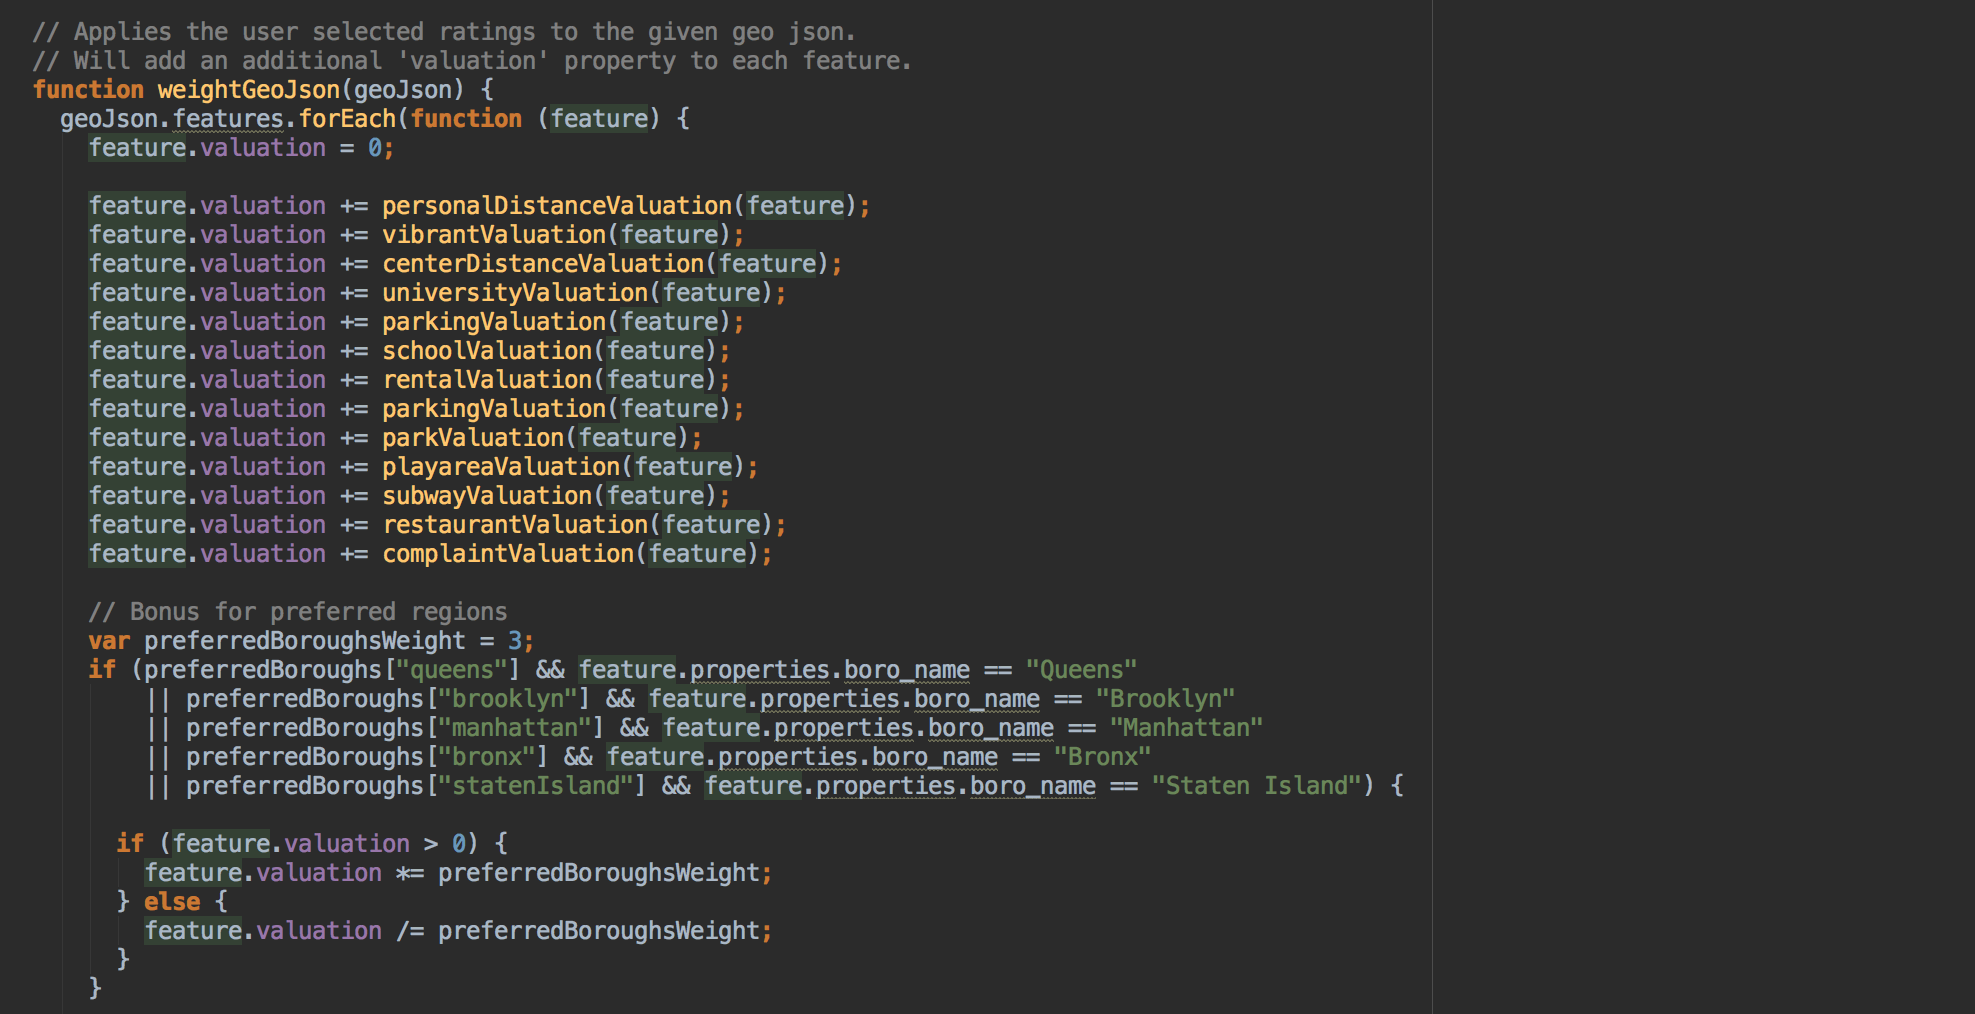 // Applies the user selected ratings to the given geo json.
// Will add an additional 'valuation' property to each feature.
function weightGeoJson(geoJson) {
  geoJson.features.forEach(function (feature) {
    feature.valuation = 0;

    feature.valuation += personalDistanceValuation(feature);
    feature.valuation += vibrantValuation(feature);
    feature.valuation += centerDistanceValuation(feature);
    feature.valuation += universityValuation(feature);
    feature.valuation += parkingValuation(feature);
    feature.valuation += schoolValuation(feature);
    feature.valuation += rentalValuation(feature);
    feature.valuation += parkingValuation(feature);
    feature.valuation += parkValuation(feature);
    feature.valuation += playareaValuation(feature);
    feature.valuation += subwayValuation(feature);
    feature.valuation += restaurantValuation(feature);
    feature.valuation += complaintValuation(feature);

    // Bonus for preferred regions
    var preferredBoroughsWeight = 3;
    if (preferredBoroughs["queens"] && feature.properties.boro_name == "Queens"
        || preferredBoroughs["brooklyn"] && feature.properties.boro_name == "Brooklyn"
        || preferredBoroughs["manhattan"] && feature.properties.boro_name == "Manhattan"
        || preferredBoroughs["bronx"] && feature.properties.boro_name == "Bronx"
        || preferredBoroughs["statenIsland"] && feature.properties.boro_name == "Staten Island") {

      if (feature.valuation > 0) {
        feature.valuation *= preferredBoroughsWeight;
      } else {
        feature.valuation /= preferredBoroughsWeight;
      }
    }